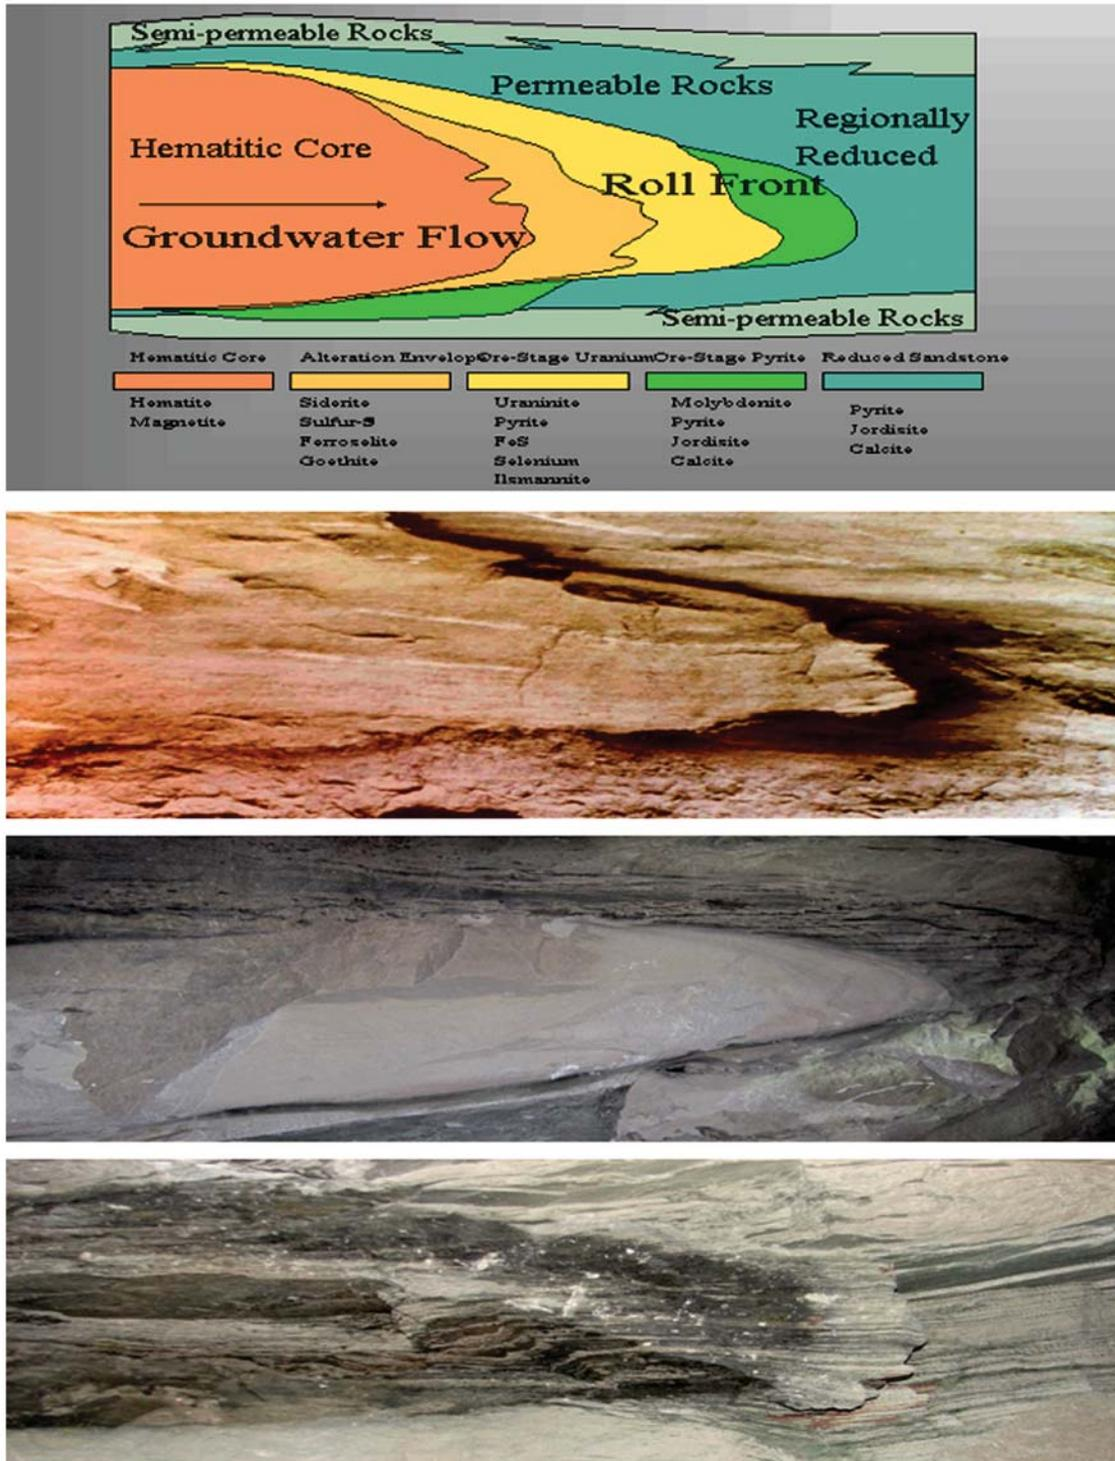 Semi-permeable Rocks
Permeable Rocks
Regionally
Reduced
Hematitic Core
Roll Front
Groundwater Flow
Semi-permeable Rocks
Hematitic Core Alteration Envelope Ore-Stage Uranium Ore-Stage Pyrite Reduced Sandstone
Hematite Siderite Uraninite Molybdenite Pyrite
Magnetite Sulfur-S Pyrite Pyrite Jordisite
Ferroselite FeS Jordisite Calcite
Goethite Selenium Calcite
Ilsmannite